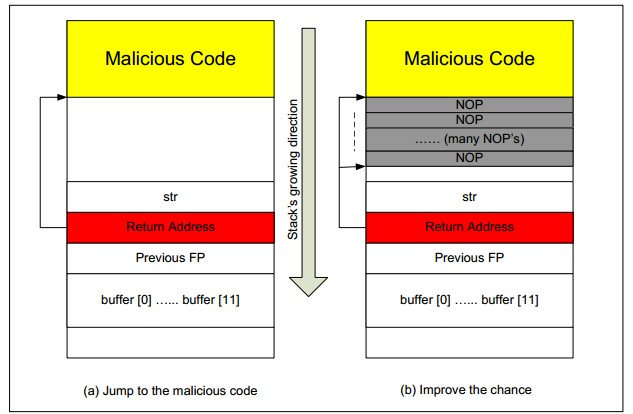 Malicious Code
str
Return Address
Previous FP
buffer [0] …... buffer [11]
(a) Jump to the malicious code
Stack's growing direction
Malicious Code
NOP
NOP
...... (many NOP's)
NOP
str
Return Address
Previous FP
buffer [0] …... buffer [11]
(b) Improve the chance